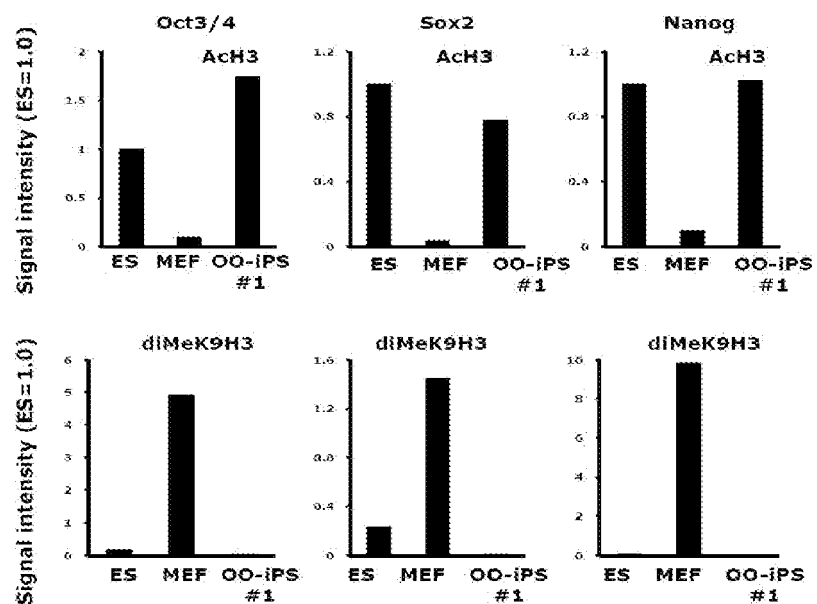 Oct3/4 Sox2 Nanog
Signal intensity (ES=1.0)
AcH3 AcH3 AcH3
2 1.2 1.2
1.5
0.8 0.8
1
0.4 0.4
0.5
0 0 0
ES MEF OO-iPS ES MEF OO-iPS ES MEF OO-iPS
#1 #1 #1
Signal intensity (ES=1.0)
diMeK9H3 diMeK9H3 diMeK9H3
6 1.6 10
5
1.2 8
4
6
3 0.8
4
2
0.4
1 2
0 0 0
ES MEF OO-iPS ES MEF OO-iPS ES MEF OO-iPS
#1 #1 #1